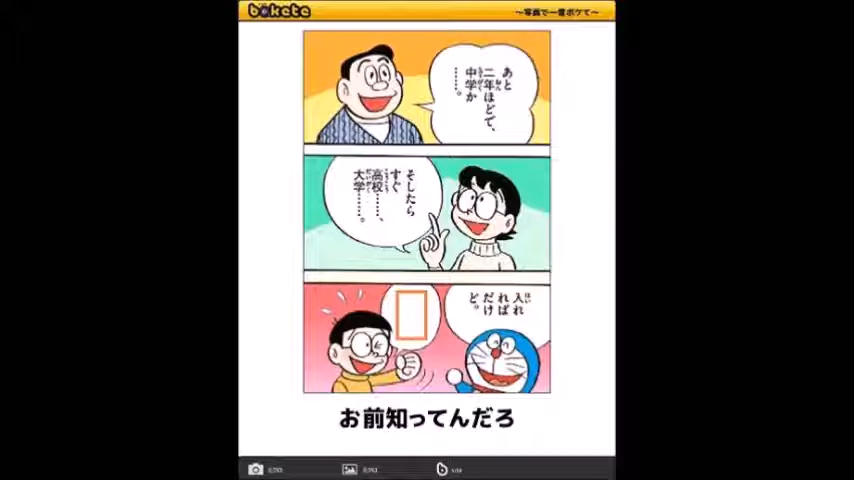 bokete
〜写真で一言ボケて〜
あと
二年ほどで、
中学か
……。
そしたら
すぐ
高校……、
大学……。
入れ
れば
だけ
ど。
お前知ってんだろ